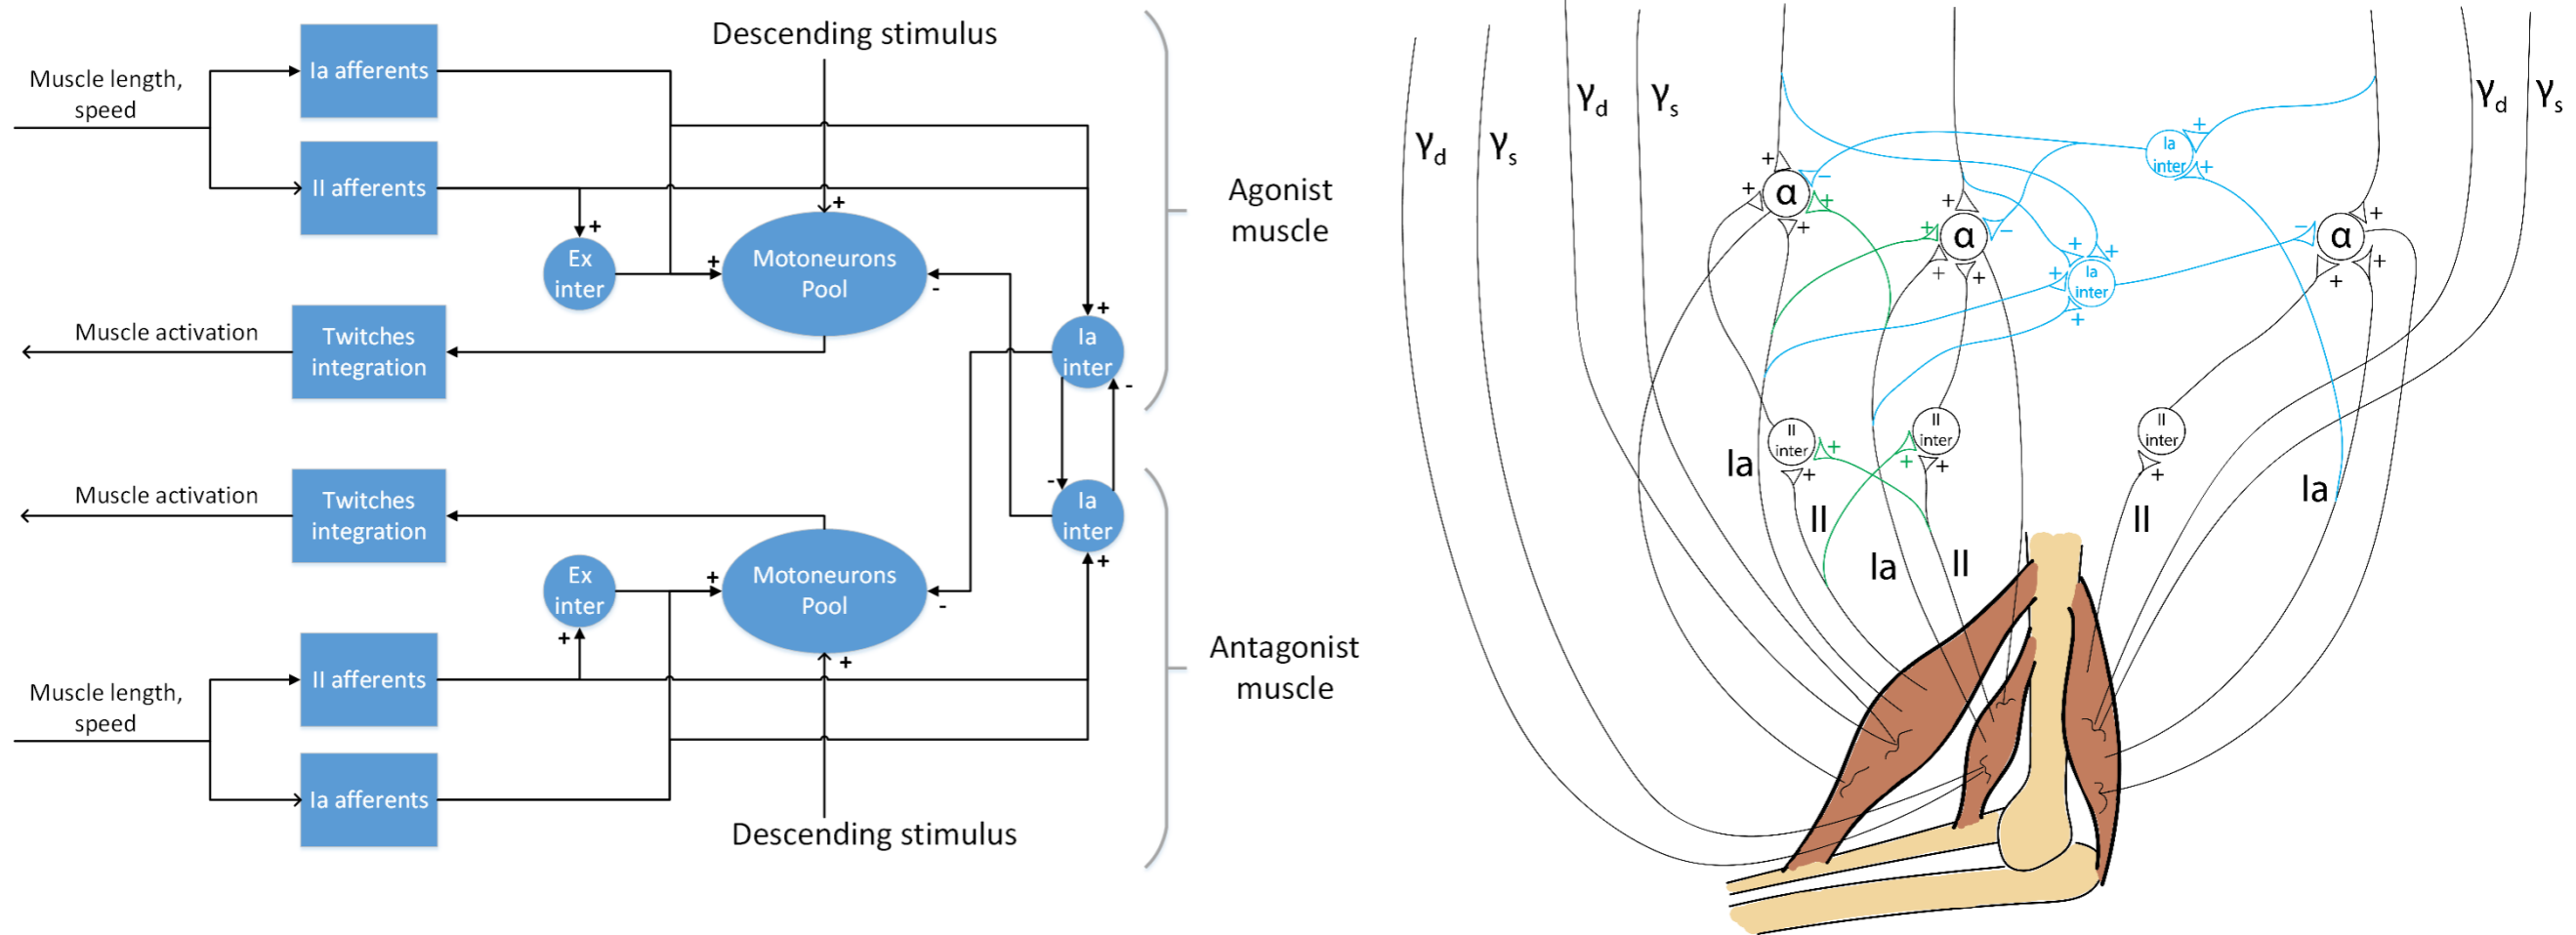 Descending stimulus
Muscle length,
speed
Ia afferents
II afferents
+
+
Ex
inter
+
Motoneurons
Pool
-
Muscle activation
Twitches
integration
+
Ia
inter
-
Agonist
muscle
Muscle activation
Twitches
integration
-
Ia
inter
+
Ex
inter
+
+
Motoneurons
Pool
-
+
Muscle length,
speed
II afferents
Ia afferents
Descending stimulus
Antagonist
muscle
γd
γs
γd
γs
γd
γs
+
+
α
-
+
+
+
+
α
-
+
+
+
Ia
inter
+
+
+
Ia
inter
+
+
-
α
+
+
+
II
inter
+
+
II
inter
+
+
II
inter
+
Ia
II
Ia
II
II
Ia